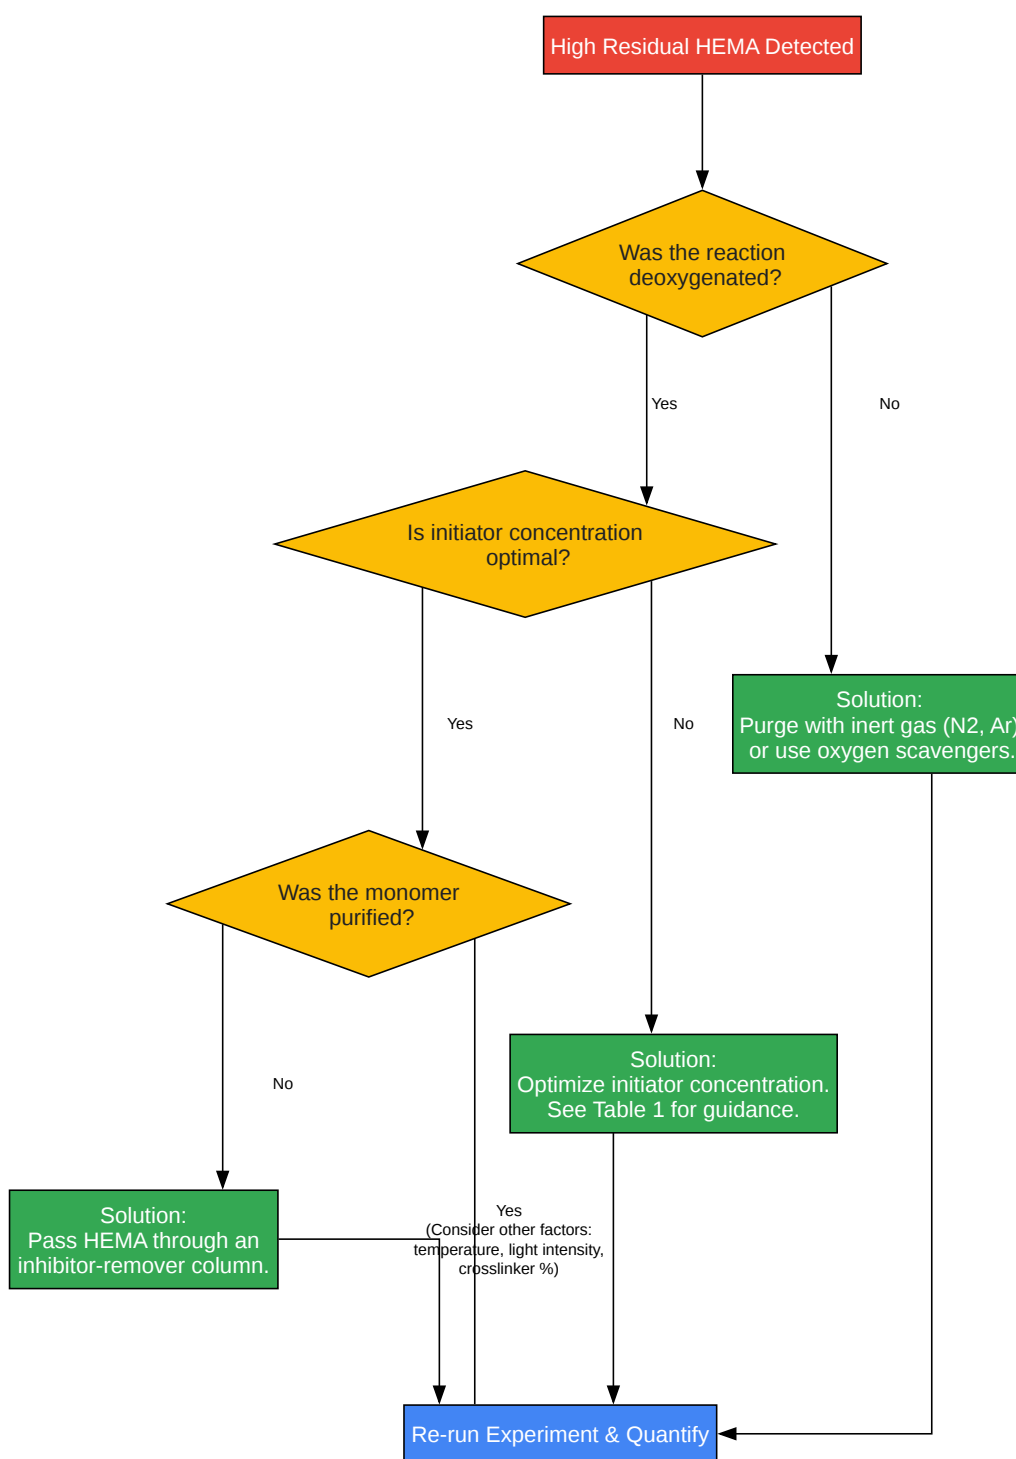 High Residual HEMA Detected
Was the reaction
deoxygenated?
Yes
No
Is initiator concentration
optimal?
Solution:
Purge with inert gas (N2, Ar)
or use oxygen scavengers.
Yes
No
Was the monomer
purified?
Solution:
Optimize initiator concentration.
See Table 1 for guidance.
No
Solution:
Pass HEMA through an
inhibitor-remover column.
Yes
(Consider other factors:
temperature, light intensity,
crosslinker %)
Re-run Experiment & Quantify